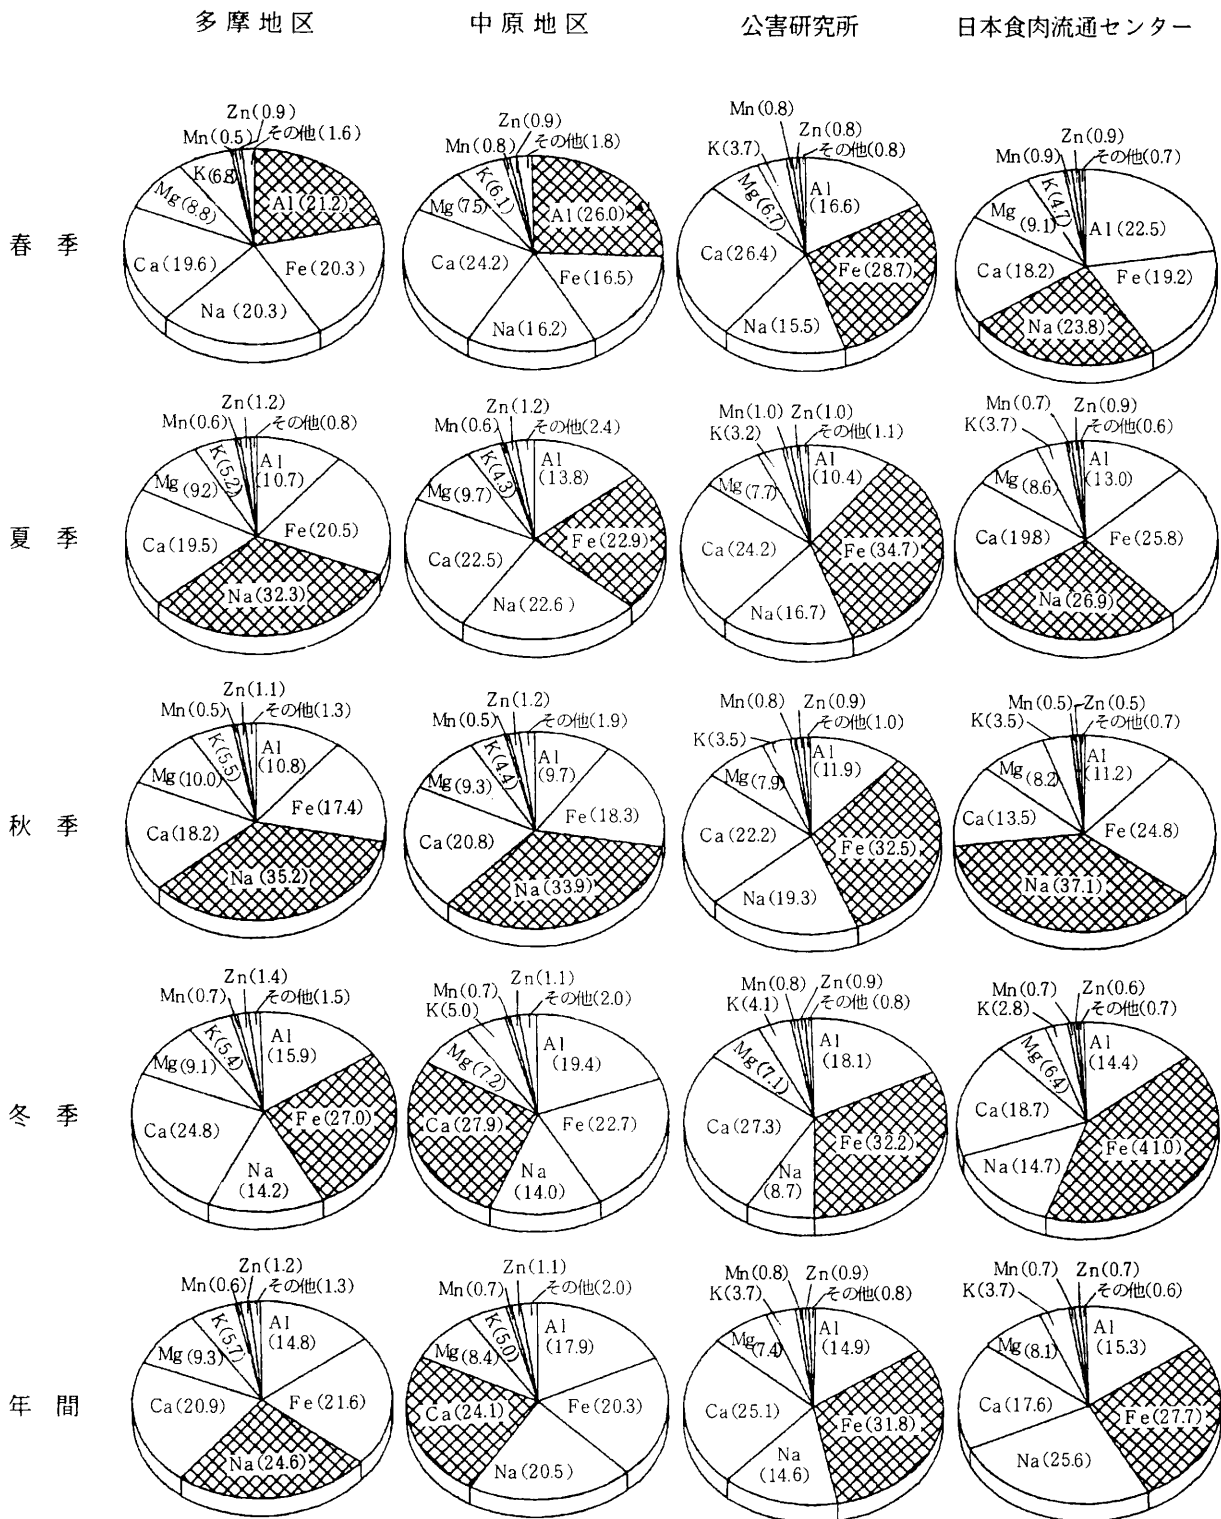 多摩地区 中原地区 公害研究所 日本食肉流通センター
春季
Zn(0.9)
Mn(0.5) その他(1.6)
K(6.8)
Mg(8.8)
Al(21.2)
Ca(19.6)
Fe(20.3)
Na(20.3)
Zn(0.9)
Mn(0.8) その他(1.8)
K(6.1)
Mg(7.5)
Al(26.0)
Ca(24.2)
Fe(16.5)
Na(16.2)
Mn(0.8)
Zn(0.8)
K(3.7) その他(0.8)
Mg(6.7)
Al
(16.6)
Ca(26.4)
Fe(28.7)
Na(15.5)
Zn(0.9)
Mn(0.9) その他(0.7)
K(4.7)
Mg
(9.1)
Al(22.5)
Ca(18.2)
Fe(19.2)
Na(23.8)
夏季
Zn(1.2)
Mn(0.6) その他(0.8)
K(5.2)
Al
(10.7)
Mg(9.2)
Fe(20.5)
Ca(19.5)
Na(32.3)
Zn(1.2)
Mn(0.6) その他(2.4)
K(4.3)
Al
(13.8)
Mg(9.7)
Fe(22.9)
Ca(22.5)
Na(22.6)
Mn(1.0) Zn(1.0)
K(3.2) その他(1.1)
Al
(10.4)
Mg(7.7)
Ca(24.2)
Fe(34.7)
Na(16.7)
Mn(0.7) Zn(0.9)
K(3.7) その他(0.6)
Al
(13.0)
Mg(8.6)
Ca(19.8)
Fe(25.8)
Na(26.9)
秋季
Zn(1.1)
Mn(0.5) その他(1.3)
K(5.5)
Al
(10.8)
Mg(10.0)
Fe(17.4)
Ca(18.2)
Na(35.2)
Zn(1.2)
Mn(0.5) その他(1.9)
K(4.4)
Al
(9.7)
Mg(9.3)
Fe(18.3)
Ca(20.8)
Na(33.9)
Mn(0.8) Zn(0.9)
K(3.5) その他(1.0)
Al
(11.9)
Mg(7.9)
Ca(22.2)
Fe(32.5)
Na(19.3)
Mn(0.5) Zn(0.5)
K(3.5) その他(0.7)
Al
(11.2)
Mg(8.2)
Ca(13.5)
Fe(24.8)
Na(37.1)
冬季
Zn(1.4)
Mn(0.7) その他(1.5)
K(5.4)
Al
(15.9)
Mg(9.1)
Fe(27.0)
Ca(24.8)
Na
(14.2)
Zn(1.1)
Mn(0.7) その他(2.0)
K(5.0)
Al
(19.4)
Mg(7.2)
Ca(27.9)
Fe(22.7)
Na
(14.0)
Mn(0.8) Zn(0.9)
K(4.1) その他(0.8)
Al
(18.1)
Mg(7.1)
Ca(27.3)
Fe(32.2)
Na
(8.7)
Mn(0.7) Zn(0.6)
K(2.8) その他(0.7)
Al
(14.4)
Mg(6.4)
Ca(18.7)
Fe(41.0)
Na(14.7)
年間
Zn(1.2)
Mn(0.6) その他(1.3)
K(5.7)
Al
(14.8)
Mg(9.3)
Ca(20.9)
Fe(21.6)
Na(24.6)
Zn(1.1)
Mn(0.7) その他(2.0)
K(5.0)
Al
(17.9)
Mg(8.4)
Ca(24.1)
Fe(20.3)
Na(20.5)
Mn(0.8) Zn(0.9)
K(3.7) その他(0.8)
Al
(14.9)
Mg(7.4)
Ca(25.1)
Fe(31.8)
Na
(14.6)
Mn(0.7) Zn(0.7)
K(3.7) その他(0.6)
Al
(15.3)
Mg(8.1)
Ca(17.6)
Fe(27.7)
Na(25.6)